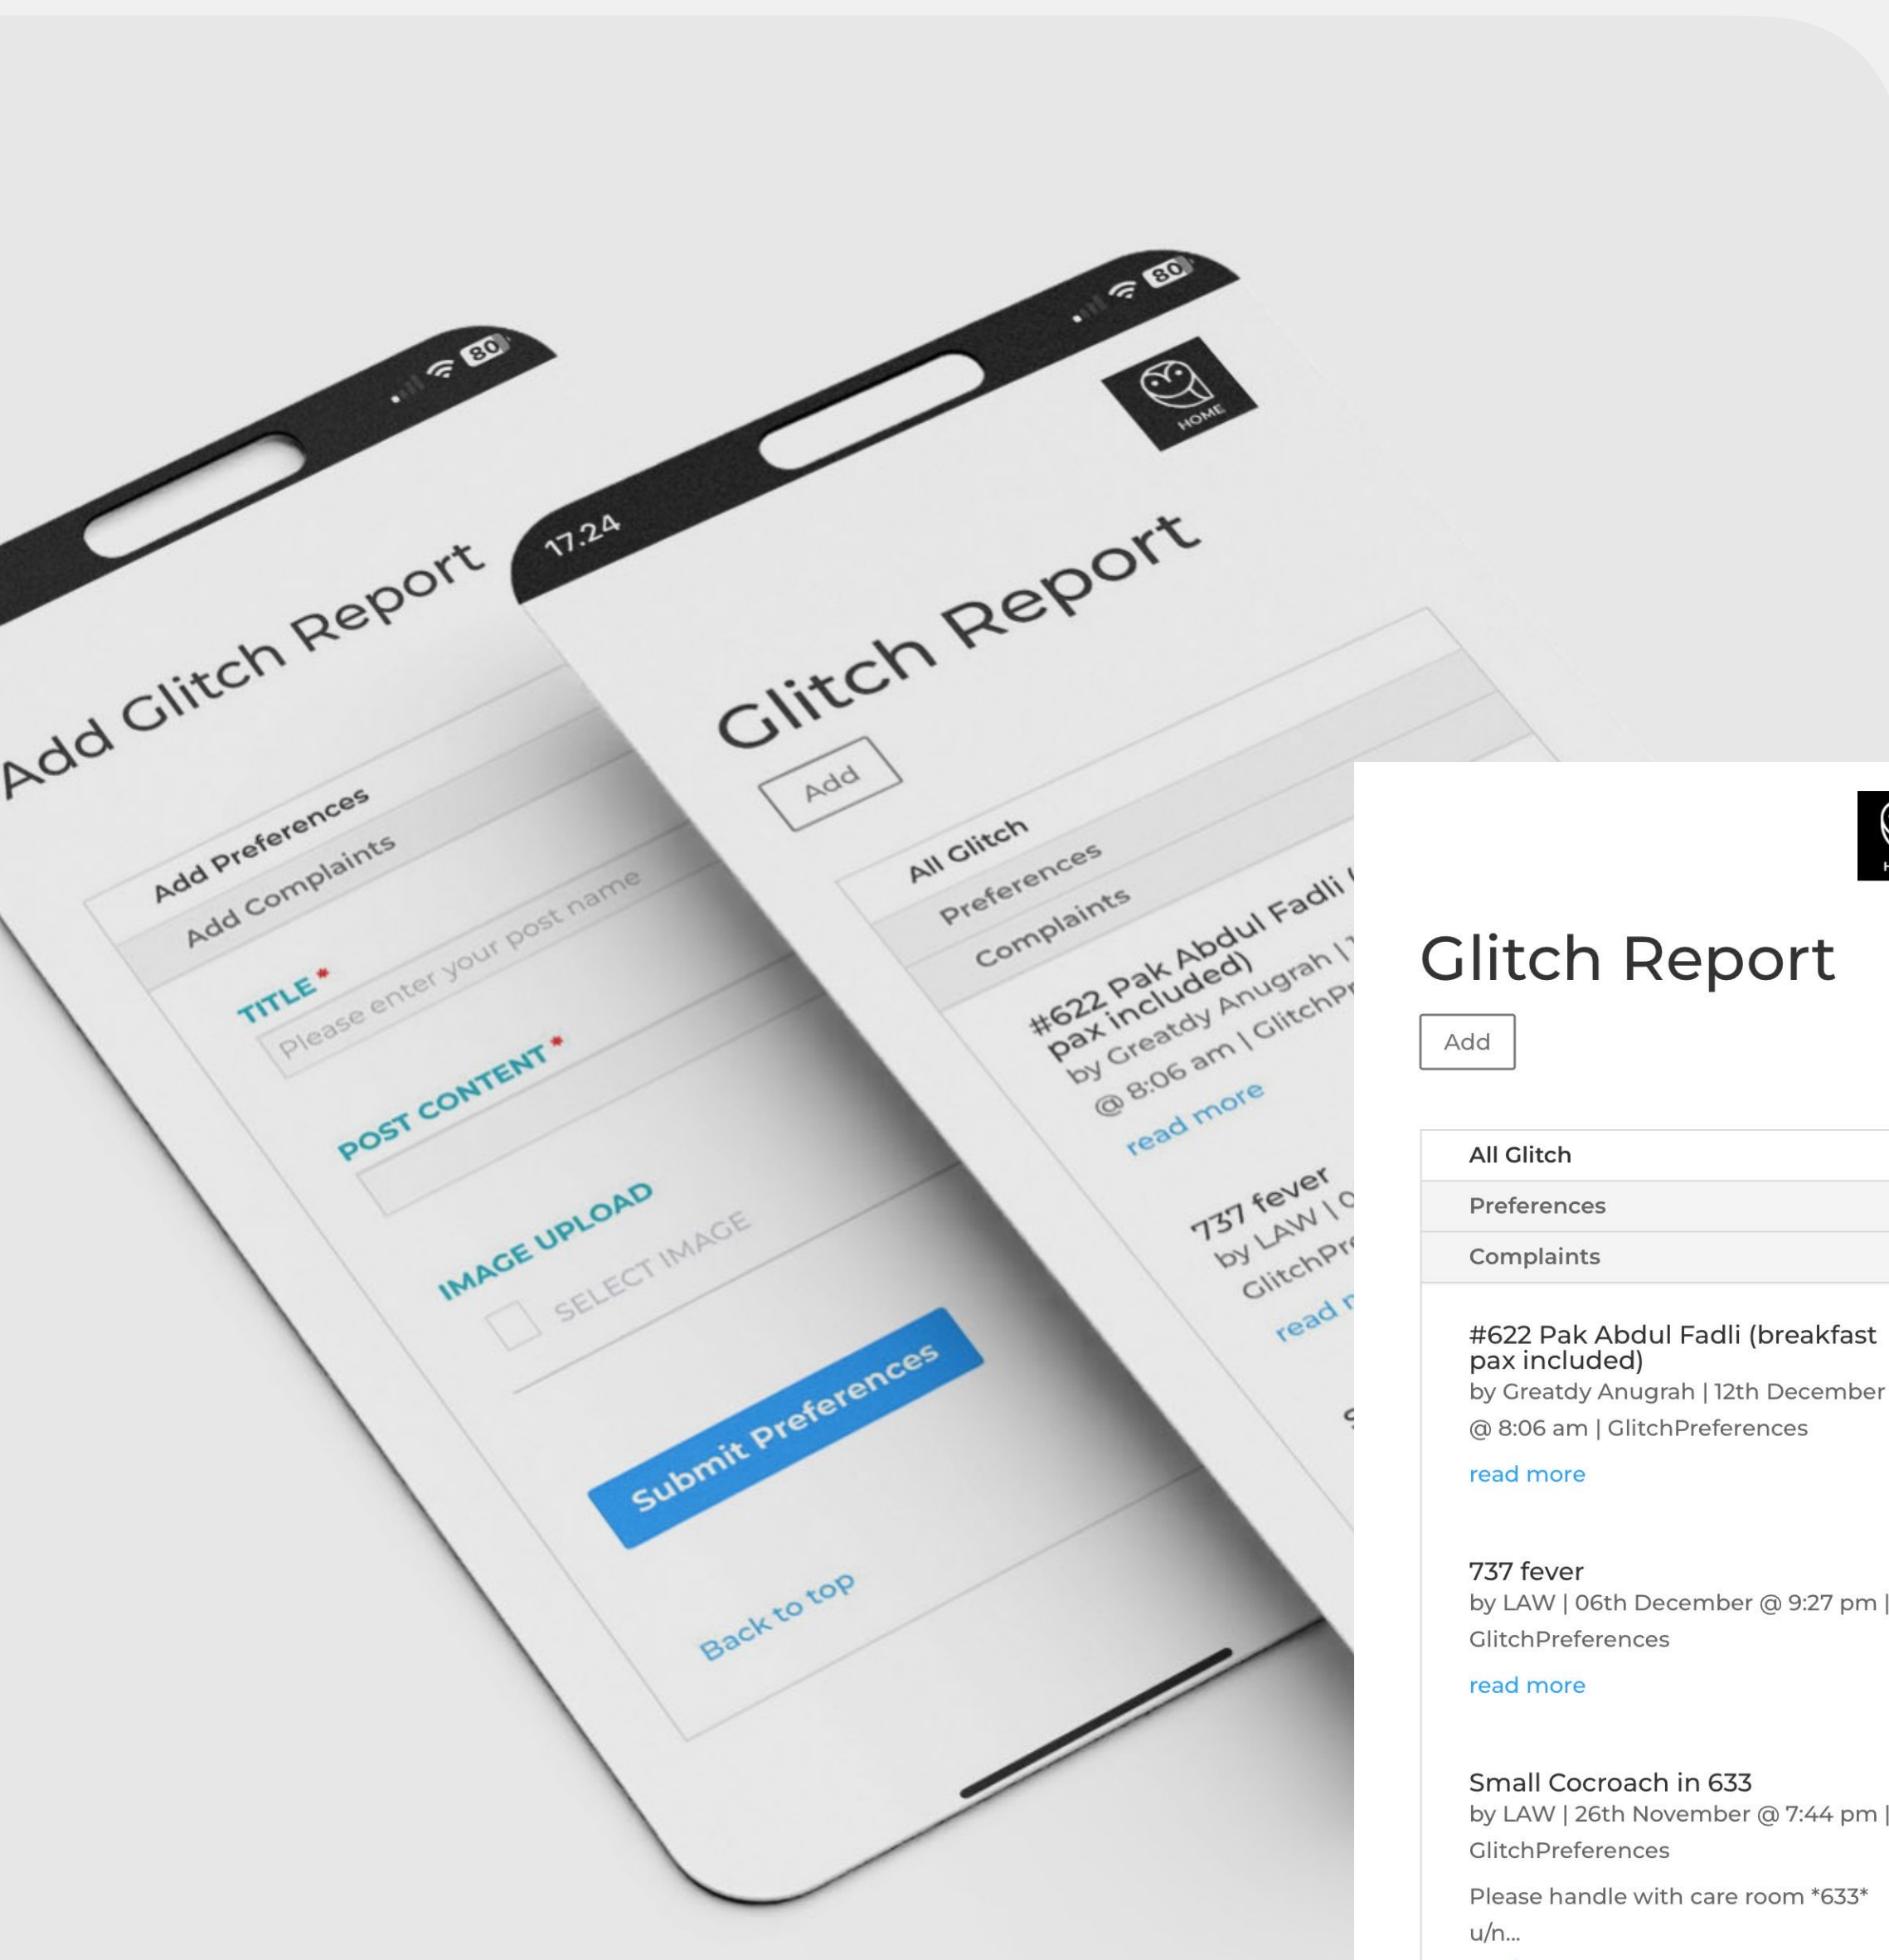 80
Add Glitch Report
Add Preferences
Add Complaints
TITLE *
Please enter your post name
POST CONTENT *
IMAGE UPLOAD
SELECT IMAGE
Submit Preferences
Back to top
17.24
80
HOME
Glitch Report
Add
All Glitch
Preferences
Complaints
#622 Pak Abdul Fadli (
pax included)
by Greatdy Anugrah | 1
@ 8:06 am | GlitchPr
read more
737 fever
by LAW | 0
GlitchPre
read
Glitch Report
Add
All Glitch
Preferences
Complaints
#622 Pak Abdul Fadli (breakfast
pax included)
by Greatdy Anugrah | 12th December
@ 8:06 am | GlitchPreferences
read more
737 fever
by LAW | 06th December @ 9:27 pm |
GlitchPreferences
read more
Small Cocroach in 633
by LAW | 26th November @ 7:44 pm |
GlitchPreferences
Please handle with care room *633*
u/n...